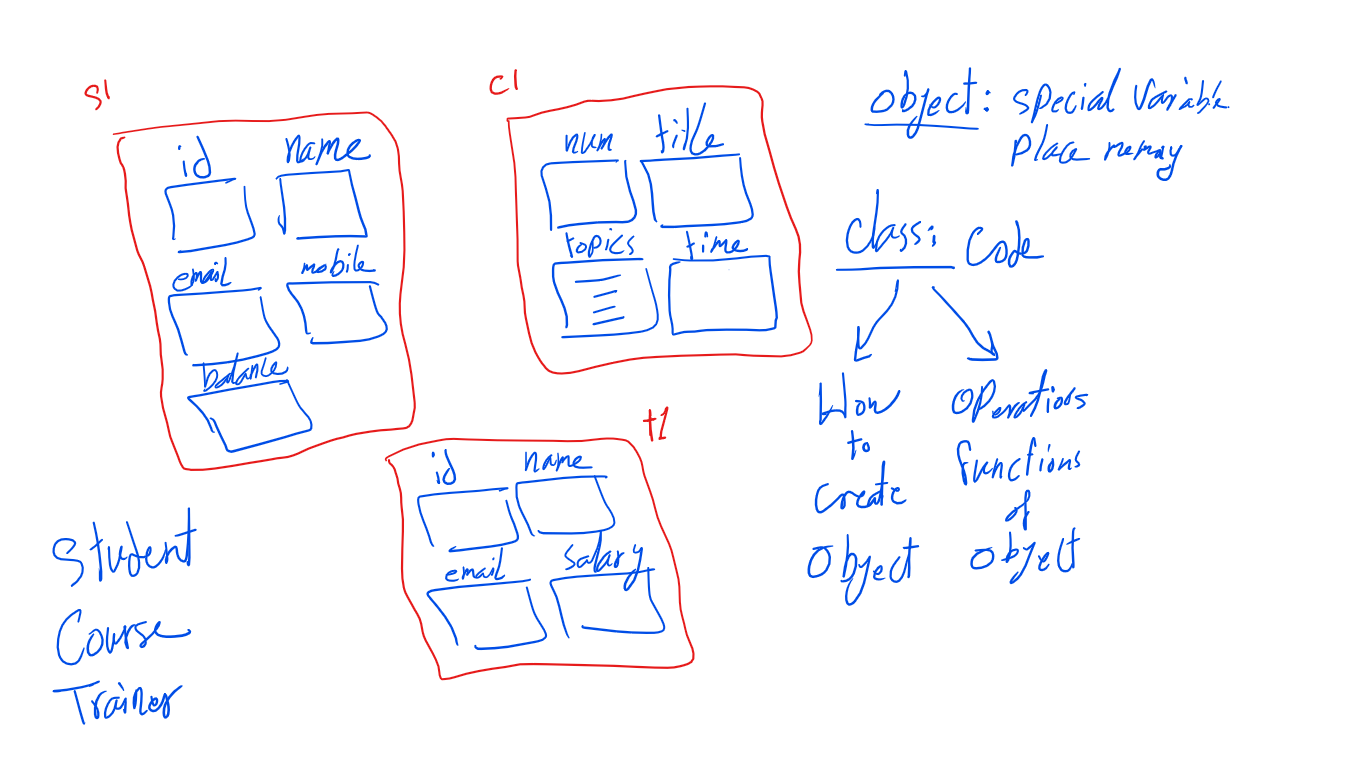 s1
id name
email mobile
balance
c1
num title
topics time
t1
id name
email salary
Student
Course
Trainer
object: special variable
place memory
class: Code
How
to
create
object
operations
functions
of
object